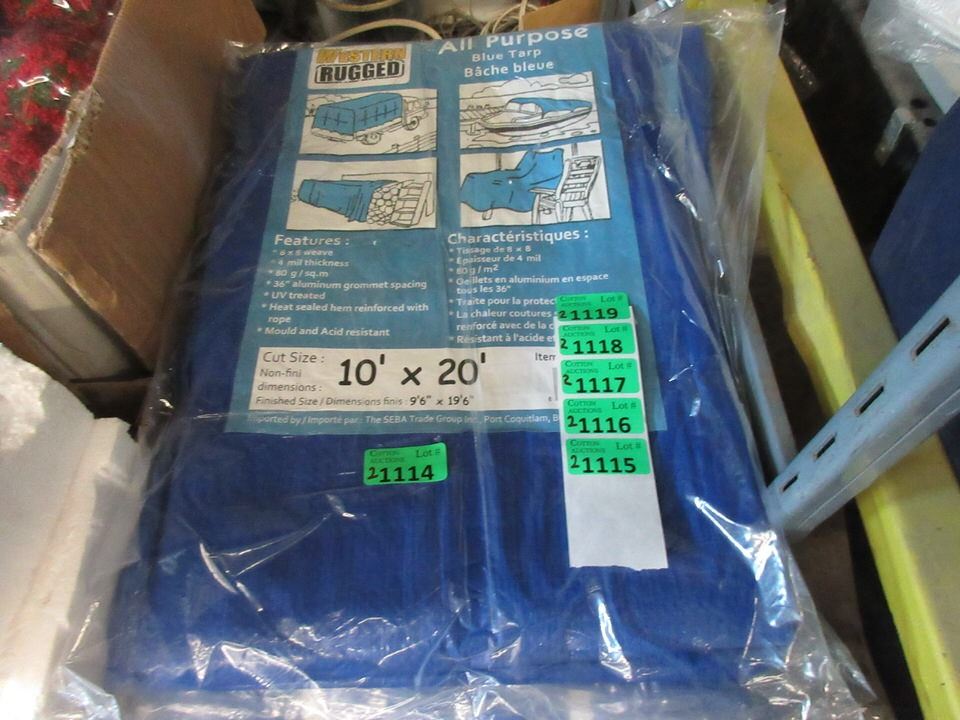 WESTERN
RUGGED
All Purpose
Blue Tarp
Bâche bleue
Features :
* 8 x 8 weave
* 4 mil thickness
* 80 g / sq.m
* 36" aluminum grommet spacing
* UV treated
* Heat sealed hem reinforced with
rope
* Mould and Acid resistant
Charactéristiques :
* Tissage de 8 x 8
* Epaisseur de 4 mil
* 80 g / m2
* Oeillets en aluminium en espace
tous les 36"
* Traite pour la protec
* La chaleur coutures
renforcé avec de la c
* Résistant à l'acide et
Cut Size :
Non-fini
dimensions :
10' x 20'
Item
Finished Size / Dimensions finis : 9'6" x 19'6"
Imported by / Importé par : The SEBA Trade Group Inc., Port Coquitlam, B
COTTON AUCTIONS Lot #
21119
COTTON AUCTIONS Lot #
21118
COTTON AUCTIONS Lot #
21117
COTTON AUCTIONS Lot #
21116
COTTON AUCTIONS Lot #
21115
COTTON AUCTIONS Lot #
21114